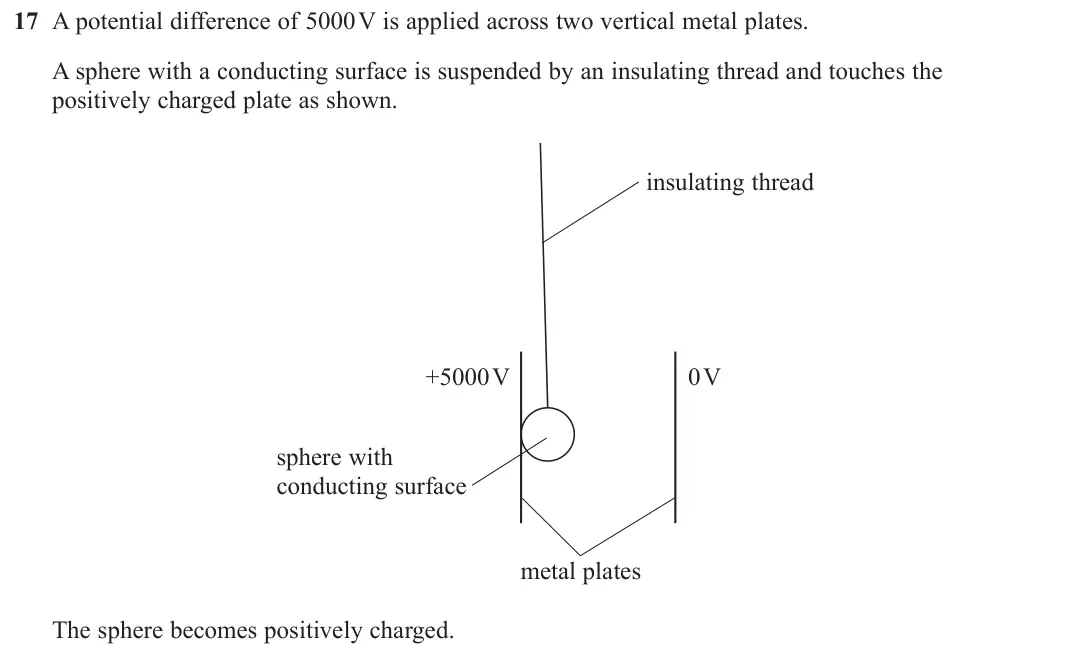 17 A potential difference of 5000 V is applied across two vertical metal plates.
A sphere with a conducting surface is suspended by an insulating thread and touches the
positively charged plate as shown.
insulating thread
+5000 V
0 V
sphere with
conducting surface
metal plates
The sphere becomes positively charged.